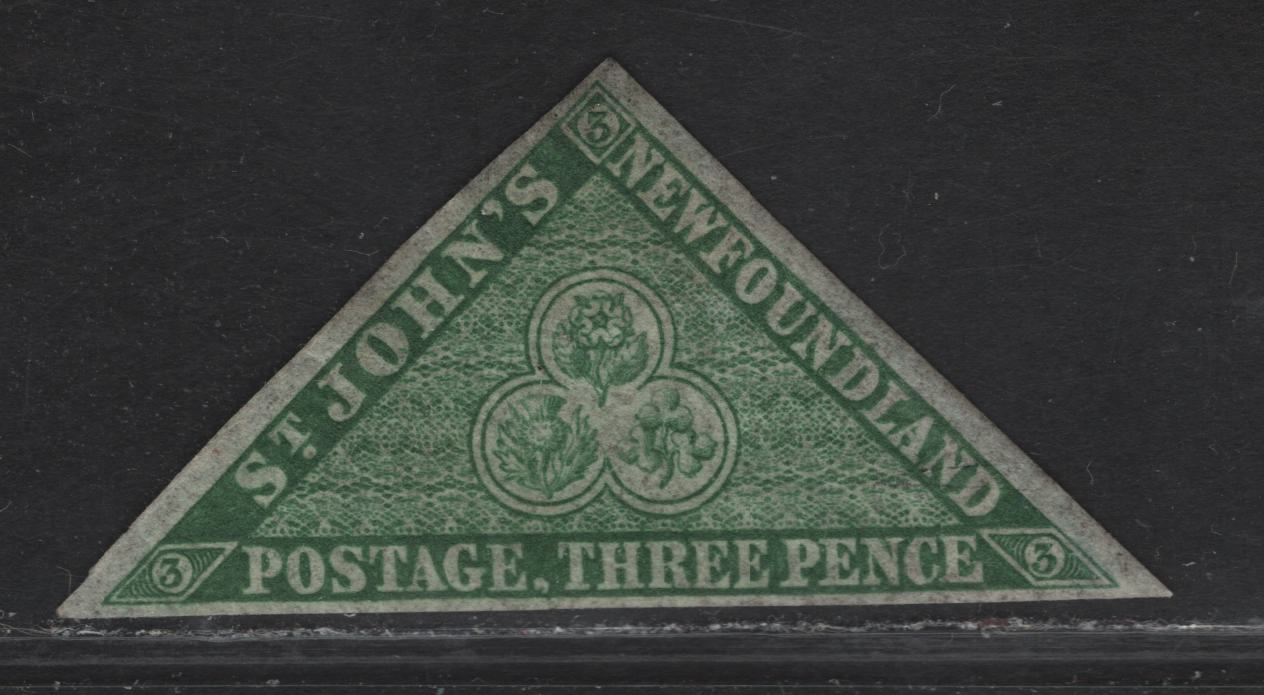 3
ST. JOHN'S
NEWFOUNDLAND
3
POSTAGE, THREE PENCE
3